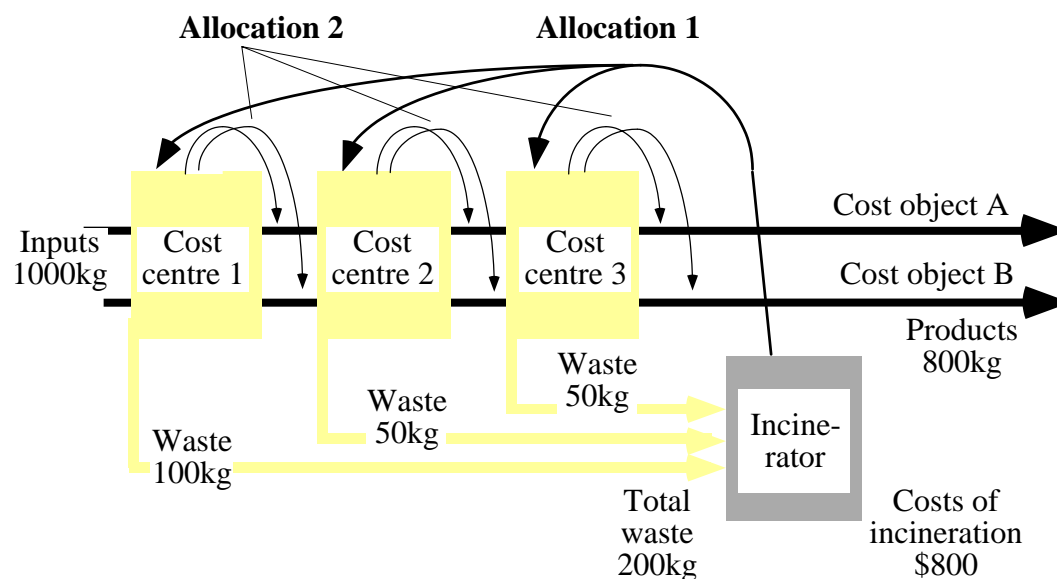 Allocation 2
Allocation 1
Cost object A
Inputs
1000kg
Cost
centre 1
Cost
centre 2
Cost
centre 3
Cost object B
Products
800kg
Waste
50kg
Waste
50kg
Waste
100kg
Incine-
rator
Total
waste
200kg
Costs of
incineration
$800